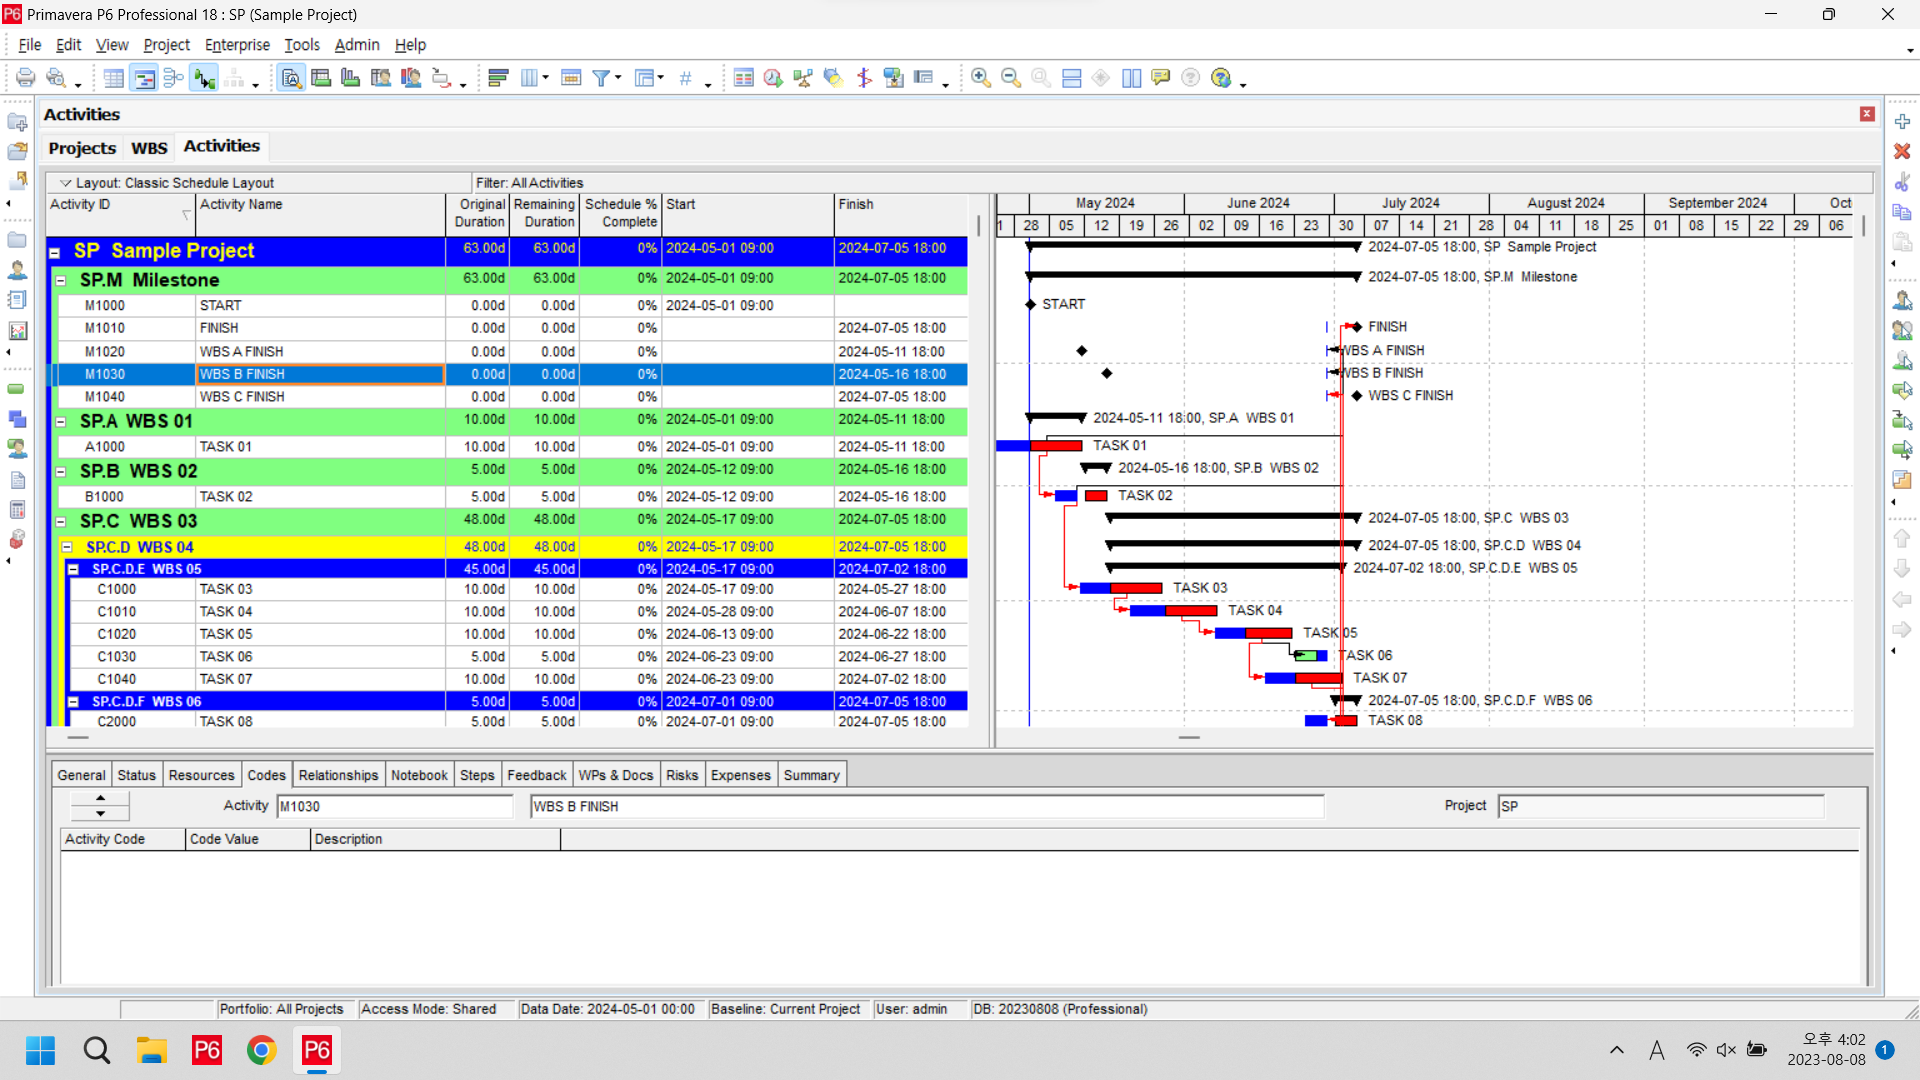 Primavera P6 Professional 18 : SP (Sample Project)
File Edit View Project Enterprise Tools Admin Help
Activities
Projects WBS Activities
Layout: Classic Schedule Layout Filter: All Activities
Activity ID Activity Name Original Duration Remaining Duration Schedule % Complete Start Finish
SP Sample Project 63.00d 63.00d 0% 2024-05-01 09:00 2024-07-05 18:00
SP.M Milestone 63.00d 63.00d 0% 2024-05-01 09:00 2024-07-05 18:00
M1000 START 0.00d 0.00d 0% 2024-05-01 09:00
M1010 FINISH 0.00d 0.00d 0% 2024-07-05 18:00
M1020 WBS A FINISH 0.00d 0.00d 0% 2024-05-11 18:00
M1030 WBS B FINISH 0.00d 0.00d 0% 2024-05-16 18:00
M1040 WBS C FINISH 0.00d 0.00d 0% 2024-07-05 18:00
SP.A WBS 01 10.00d 10.00d 0% 2024-05-01 09:00 2024-05-11 18:00
A1000 TASK 01 10.00d 10.00d 0% 2024-05-01 09:00 2024-05-11 18:00
SP.B WBS 02 5.00d 5.00d 0% 2024-05-12 09:00 2024-05-16 18:00
B1000 TASK 02 5.00d 5.00d 0% 2024-05-12 09:00 2024-05-16 18:00
SP.C WBS 03 48.00d 48.00d 0% 2024-05-17 09:00 2024-07-05 18:00
SP.C.D WBS 04 48.00d 48.00d 0% 2024-05-17 09:00 2024-07-05 18:00
SP.C.D.E WBS 05 45.00d 45.00d 0% 2024-05-17 09:00 2024-07-02 18:00
C1000 TASK 03 10.00d 10.00d 0% 2024-05-17 09:00 2024-05-27 18:00
C1010 TASK 04 10.00d 10.00d 0% 2024-05-28 09:00 2024-06-07 18:00
C1020 TASK 05 10.00d 10.00d 0% 2024-06-13 09:00 2024-06-22 18:00
C1030 TASK 06 5.00d 5.00d 0% 2024-06-23 09:00 2024-06-27 18:00
C1040 TASK 07 10.00d 10.00d 0% 2024-06-23 09:00 2024-07-02 18:00
SP.C.D.F WBS 06 5.00d 5.00d 0% 2024-07-01 09:00 2024-07-05 18:00
C2000 TASK 08 5.00d 5.00d 0% 2024-07-01 09:00 2024-07-05 18:00
May 2024 June 2024 July 2024 August 2024 September 2024 Oct
1 28 05 12 19 26 02 09 16 23 30 07 14 21 28 04 11 18 25 01 08 15 22 29 06
2024-07-05 18:00, SP Sample Project
2024-07-05 18:00, SP.M Milestone
START
FINISH
WBS A FINISH
WBS B FINISH
WBS C FINISH
2024-05-11 18:00, SP.A WBS 01
TASK 01
2024-05-16 18:00, SP.B WBS 02
TASK 02
2024-07-05 18:00, SP.C WBS 03
2024-07-05 18:00, SP.C.D WBS 04
2024-07-02 18:00, SP.C.D.E WBS 05
TASK 03
TASK 04
TASK 05
TASK 06
TASK 07
2024-07-05 18:00, SP.C.D.F WBS 06
TASK 08
General Status Resources Codes Relationships Notebook Steps Feedback WPs & Docs Risks Expenses Summary
Activity M1030 WBS B FINISH Project SP
Activity Code Code Value Description
Portfolio: All Projects Access Mode: Shared Data Date: 2024-05-01 00:00 Baseline: Current Project User: admin DB: 20230808 (Professional)
P6 P6 A 오후 4:02
2023-08-08 1